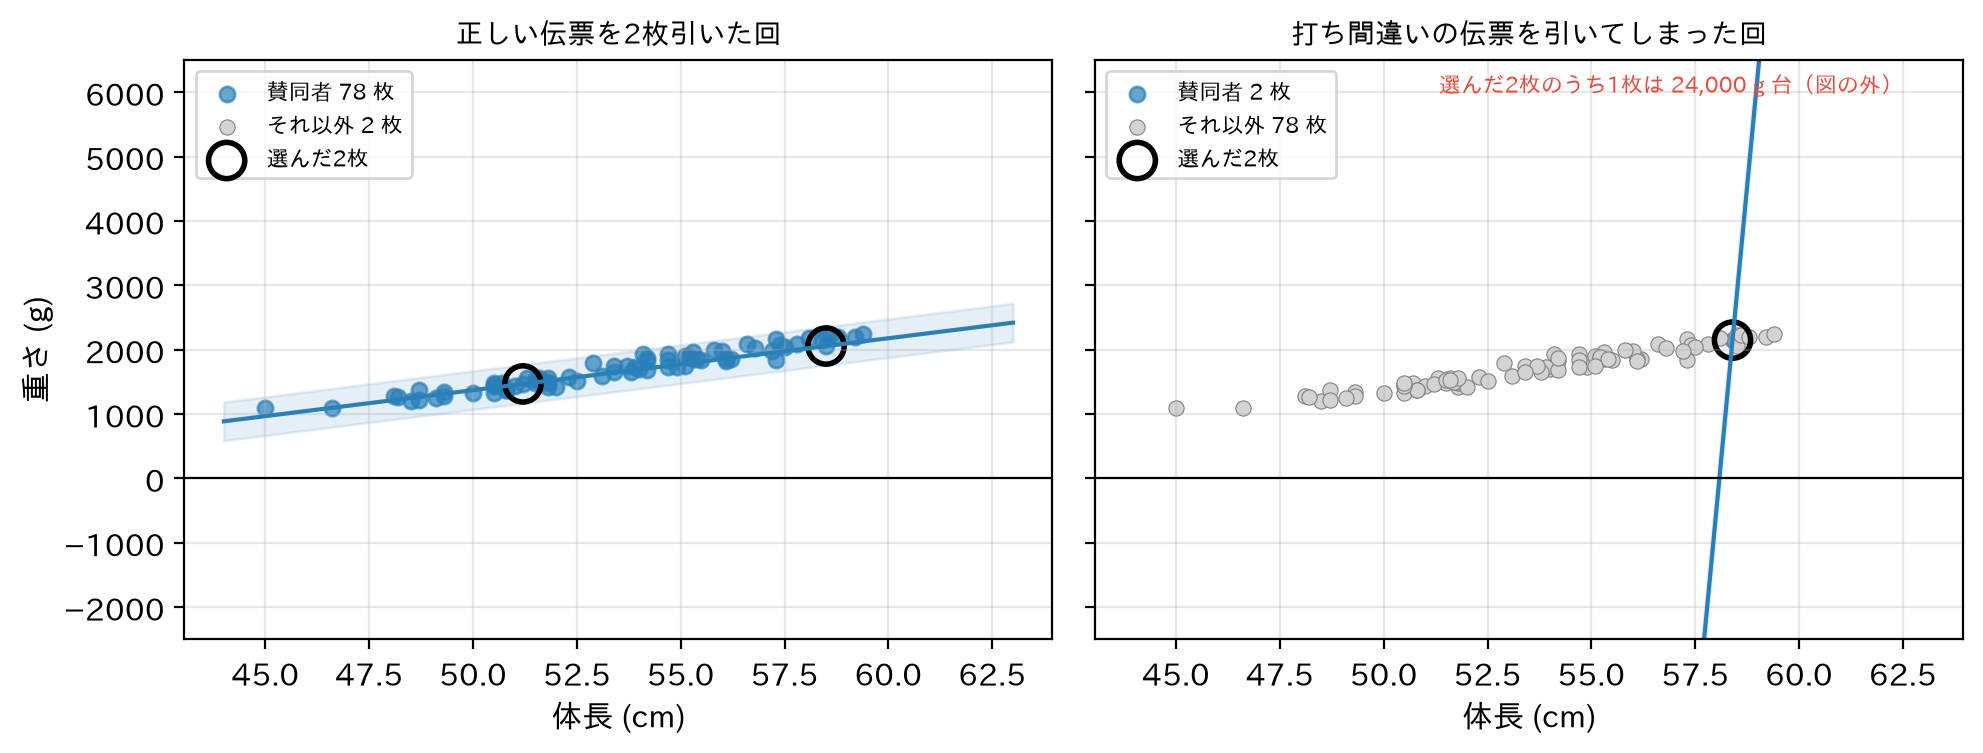 正しい伝票を2枚引いた回
賛同者 78 枚
それ以外 2 枚
選んだ2枚
重さ (g)
6000
5000
4000
3000
2000
1000
0
−1000
−2000
45.0 47.5 50.0 52.5 55.0 57.5 60.0 62.5
体長 (cm)
打ち間違いの伝票を引いてしまった回
選んだ2枚のうち1枚は 24,000 g 台（図の外）
賛同者 2 枚
それ以外 78 枚
選んだ2枚
45.0 47.5 50.0 52.5 55.0 57.5 60.0 62.5
体長 (cm)